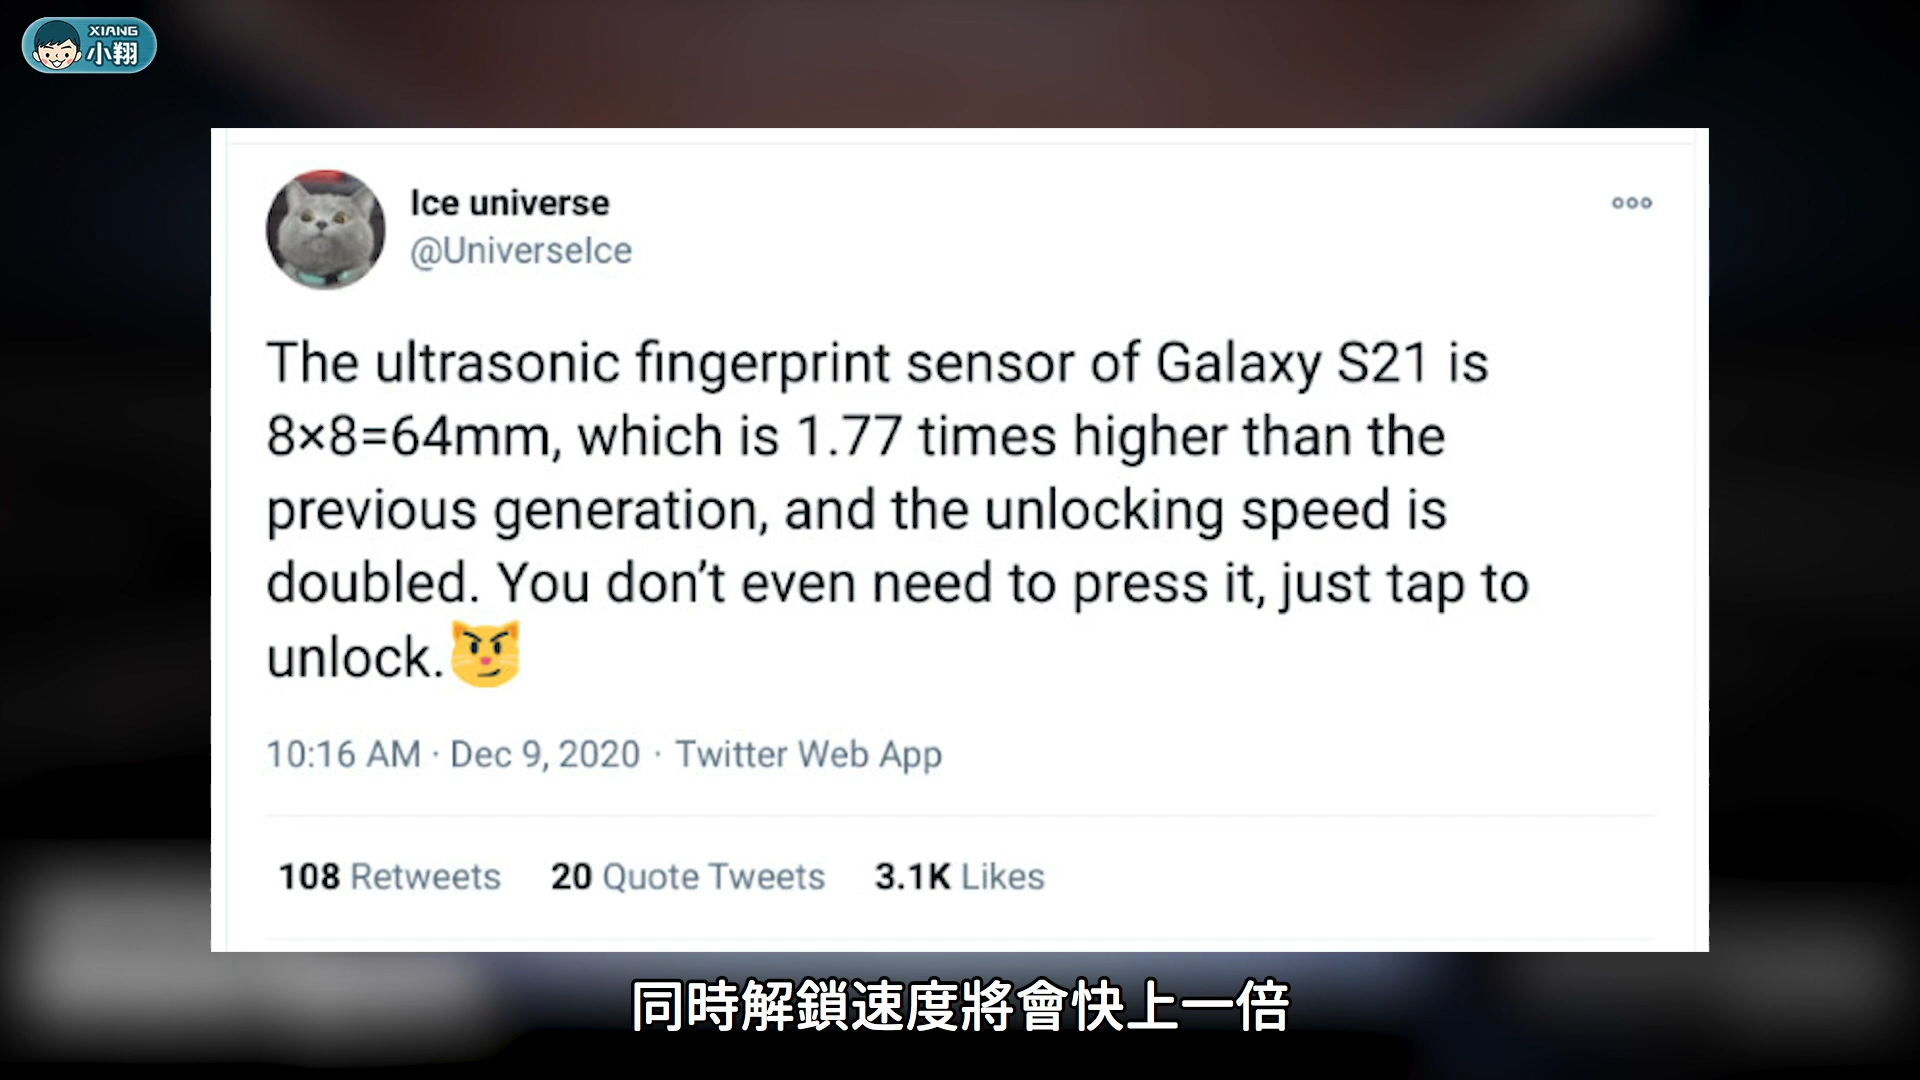 XIANG
小翔
Ice universe
@UniverseIce
The ultrasonic fingerprint sensor of Galaxy S21 is
8×8=64mm, which is 1.77 times higher than the
previous generation, and the unlocking speed is
doubled. You don’t even need to press it, just tap to
unlock.😼
10:16 AM · Dec 9, 2020 · Twitter Web App
108 Retweets 20 Quote Tweets 3.1K Likes
同時解鎖速度將會快上一倍